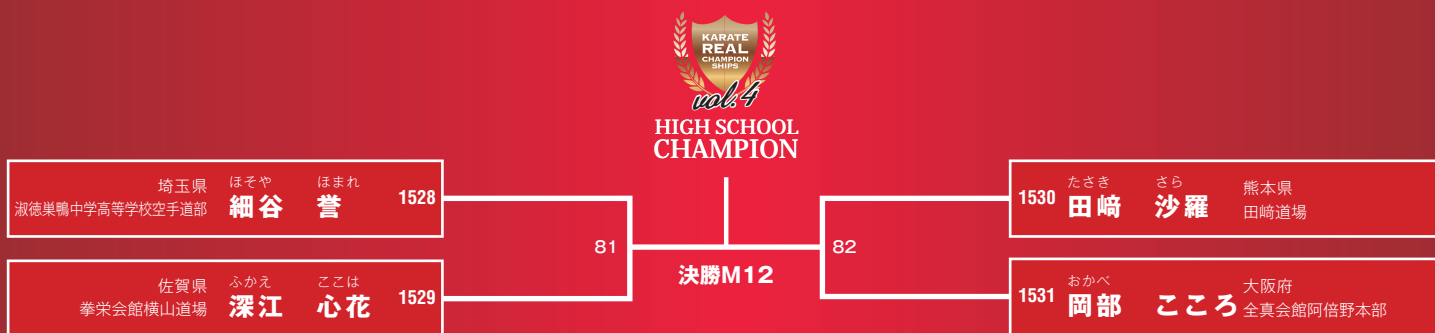 KARATE
REAL
CHAMPION
SHIPS
vol.4
HIGH SCHOOL
CHAMPION
埼玉県
淑徳巣鴨中学高等学校空手道部
ほそや ほまれ
細谷 誉
1528
佐賀県
拳栄会館横山道場
ふかえ ここは
深江 心花
1529
81
決勝M12
82
1530
たさき さら
田﨑 沙羅
熊本県
田﨑道場
1531
おかべ
岡部 こころ
大阪府
全真会館阿倍野本部